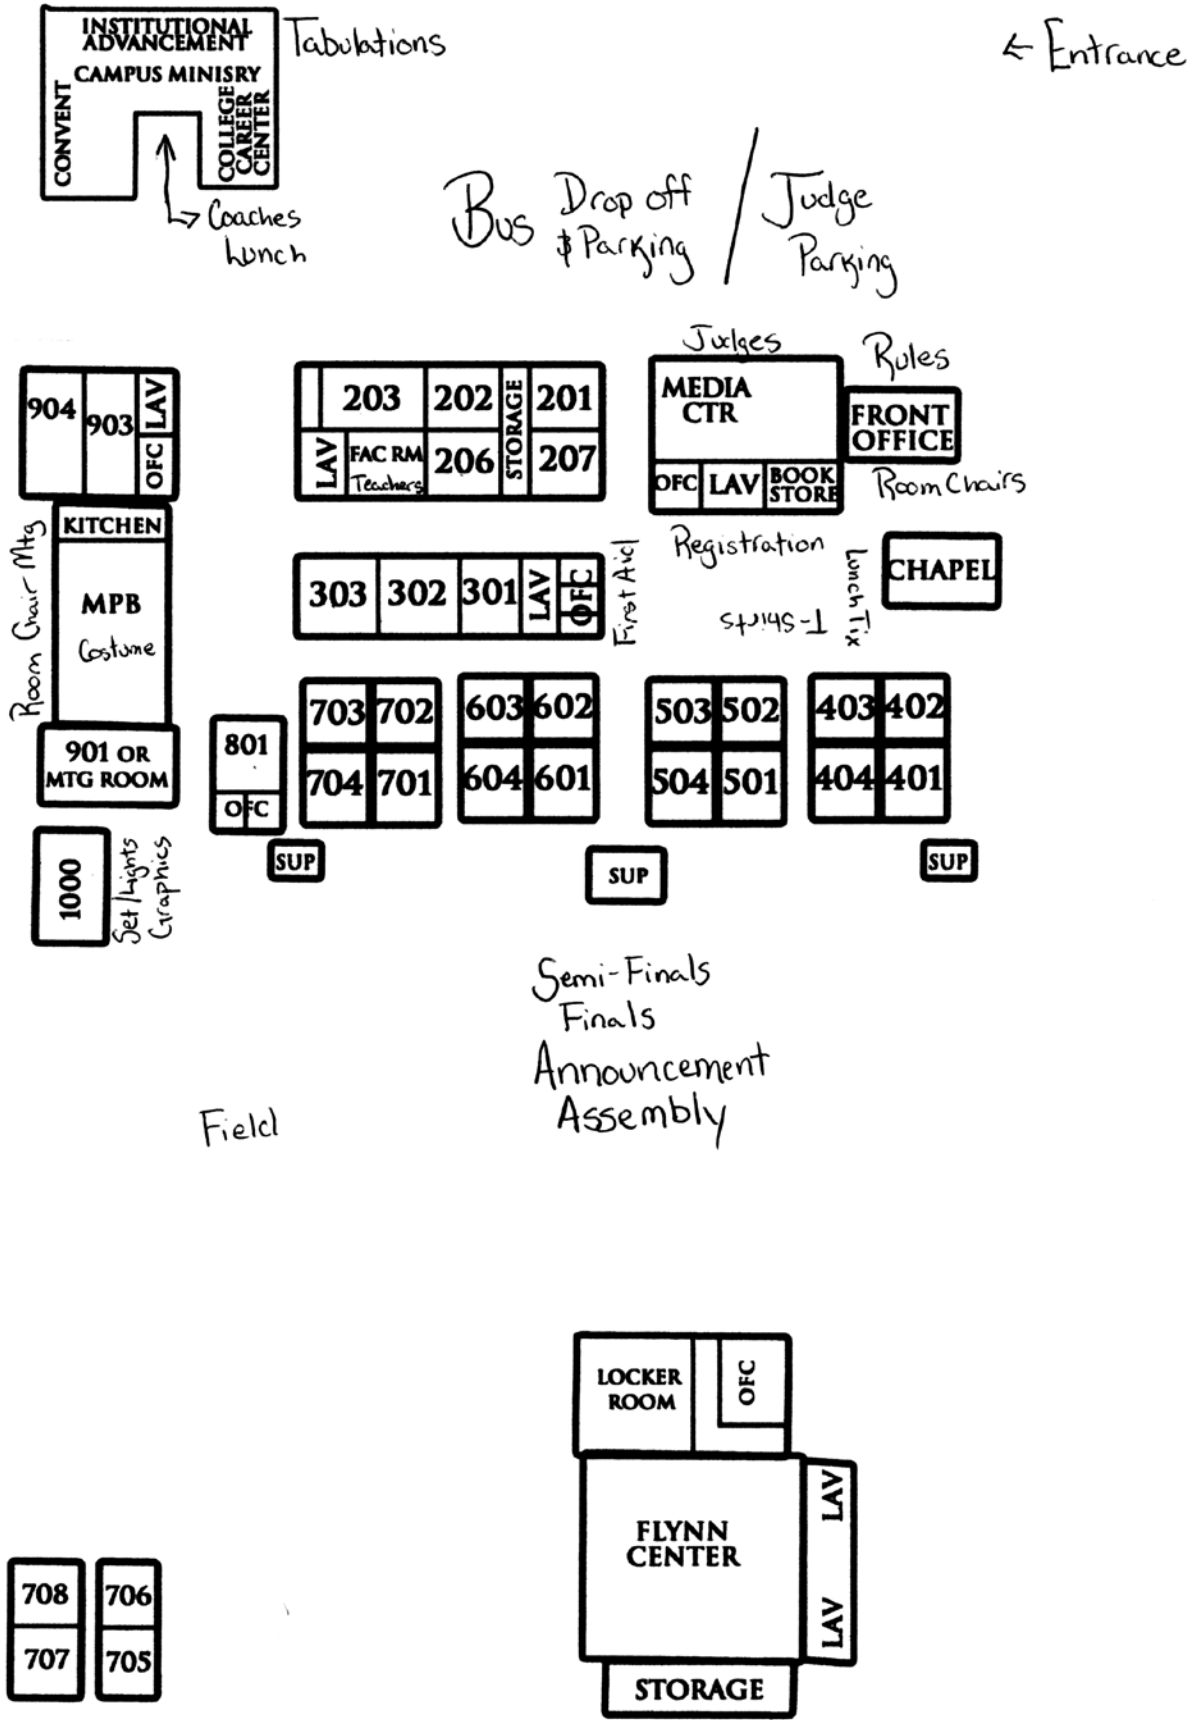 INSTITUTIONAL
ADVANCEMENT
CAMPUS MINISRY
CONVENT
COLLEGE
CAREER
CENTER
Tabulations
← Entrance
Coaches
Lunch
Bus Drop off
& Parking
/ Judge
Parking
904
903
LAV
OFC
203
202
STORAGE
201
LAV
FAC RM
Teachers
206
207
Judges
MEDIA
CTR
OFC
LAV
BOOK
STORE
Rules
FRONT
OFFICE
Room Chairs
Registration
KITCHEN
MPB
Costume
Room Chair Mtg
901 OR
MTG ROOM
303
302
301
LAV
OFC
First Aid
T-Shirts
Lunch Tix
CHAPEL
801
OFC
703
702
704
701
603
602
604
601
503
502
504
501
403
402
404
401
SUP
SUP
SUP
1000
Set/Lights
Graphics
Semi-Finals
Finals
Announcement
Assembly
Field
LOCKER
ROOM
OFC
FLYNN
CENTER
LAV
LAV
STORAGE
708
706
707
705